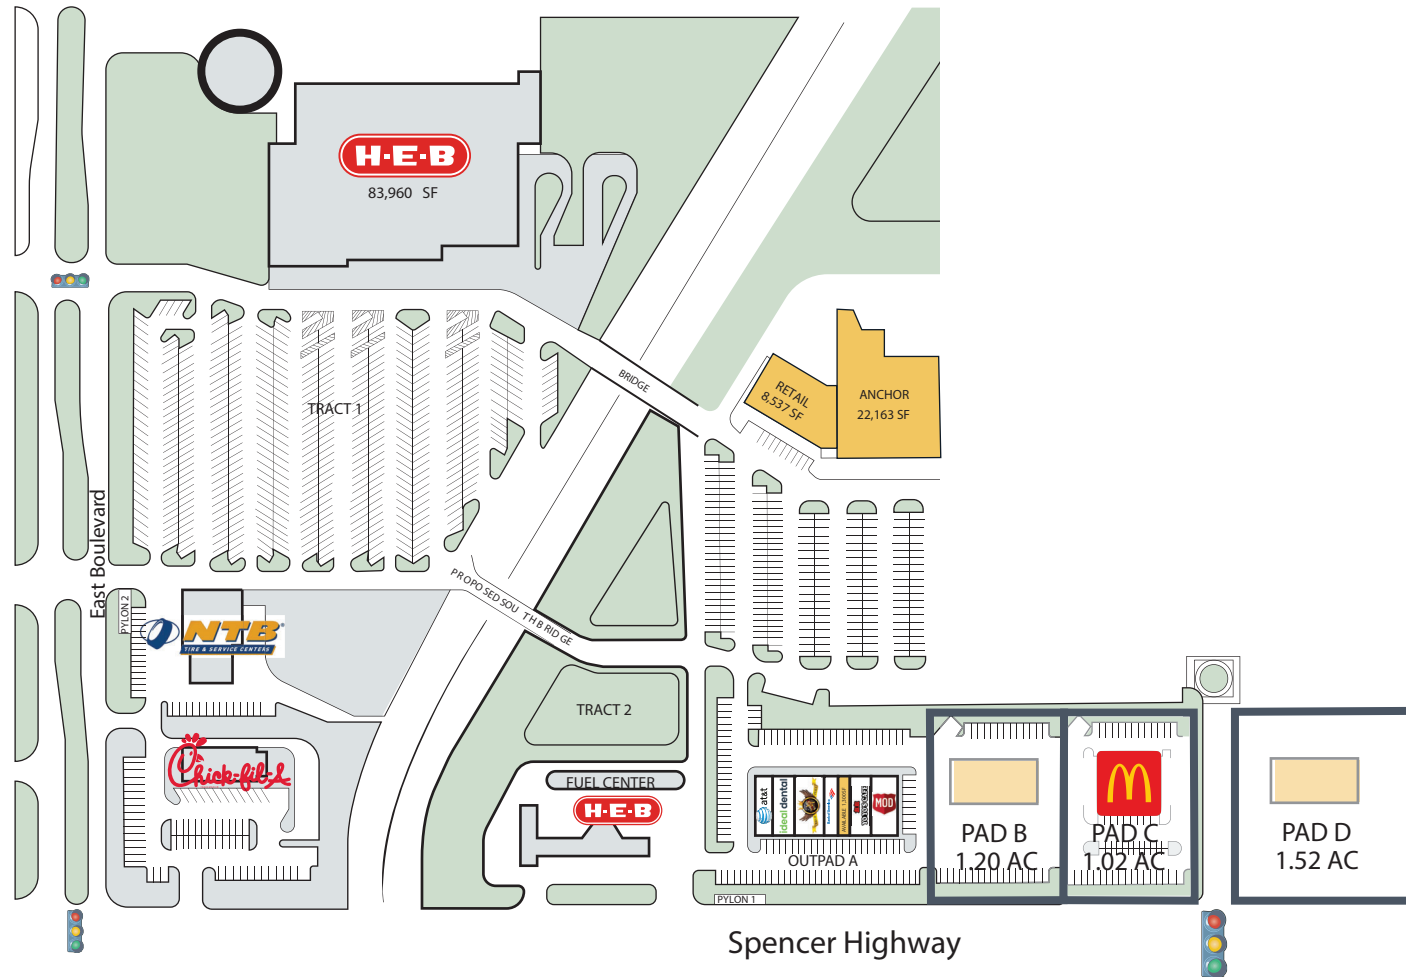 H-E-B
83,960 SF
BRIDGE
RETAIL
8,537 SF
ANCHOR
22,163 SF
TRACT 1
East Boulevard
PROPOSED SOUTH BRIDGE
PYLON 2
NTB
TIRE & SERVICE CENTERS
TRACT 2
Chick-fil-A
FUEL CENTER
H-E-B
at&t
ideal dental
MOD
OUTPAD A
PYLON 1
PAD B
1.20 AC
PAD C
1.02 AC
PAD D
1.52 AC
Spencer Highway